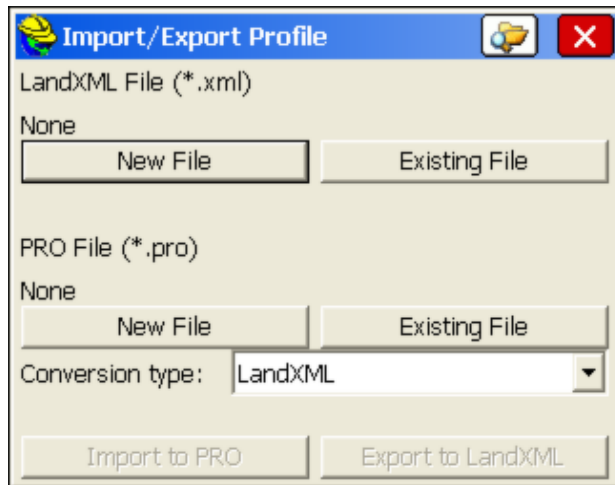 Import/Export Profile
LandXML File (*.xml)
None
New File Existing File
PRO File (*.pro)
None
New File Existing File
Conversion type: LandXML
Import to PRO Export to LandXML